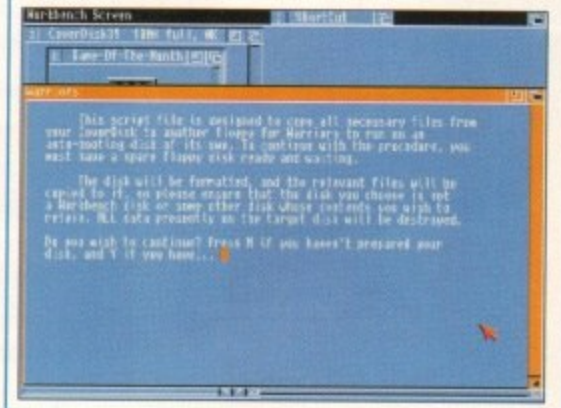 Workbench Screen
ShortCut
CoverDisk31 100% full, 0K
Game-Of-The-Month
This script file is designed to copy all necessary files from
your CoverDisk to another floppy for Warriors to run on an
auto-booting disk of its own. To continue with the procedure, you
must have a spare floppy disk ready and waiting.
The disk will be formatted, and the relevant files will be
copied to it, so please ensure that the disk you choose is not
a Workbench disk or some other disk whose contents you wish to
retain. ALL data presently on the target disk will be destroyed.
Do you wish to continue? Press N if you haven't prepared your
disk, and Y if you have...